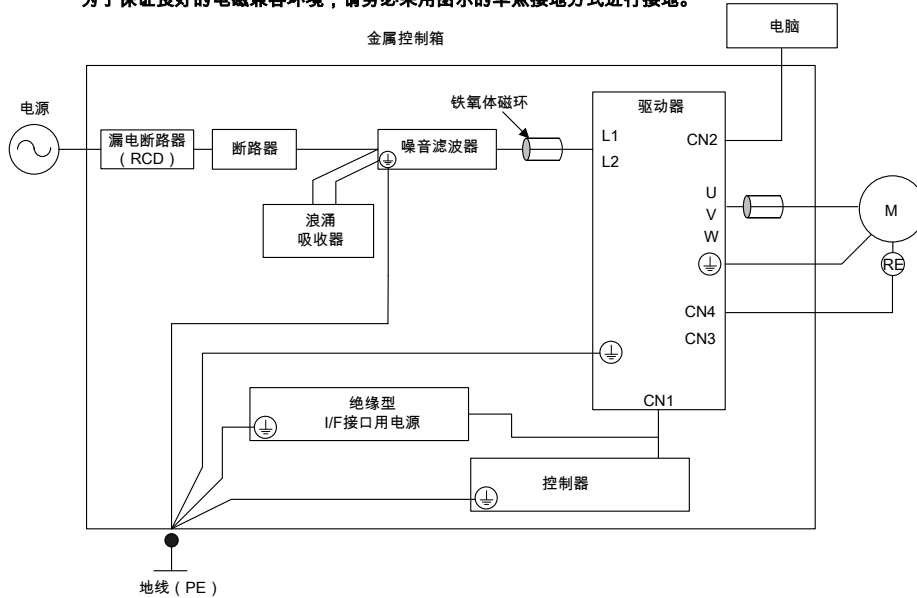 为了保证良好的电磁兼容环境，请务必采用图示的单点接地方式进行接地。
电脑
金属控制箱
电源
铁氧体磁环
驱动器
漏电断路器
（RCD）
断路器
噪音滤波器
L1
L2
CN2
浪涌
吸收器
U
V
W
M
RE
CN4
CN3
绝缘型
I/F接口用电源
CN1
控制器
地线（PE）